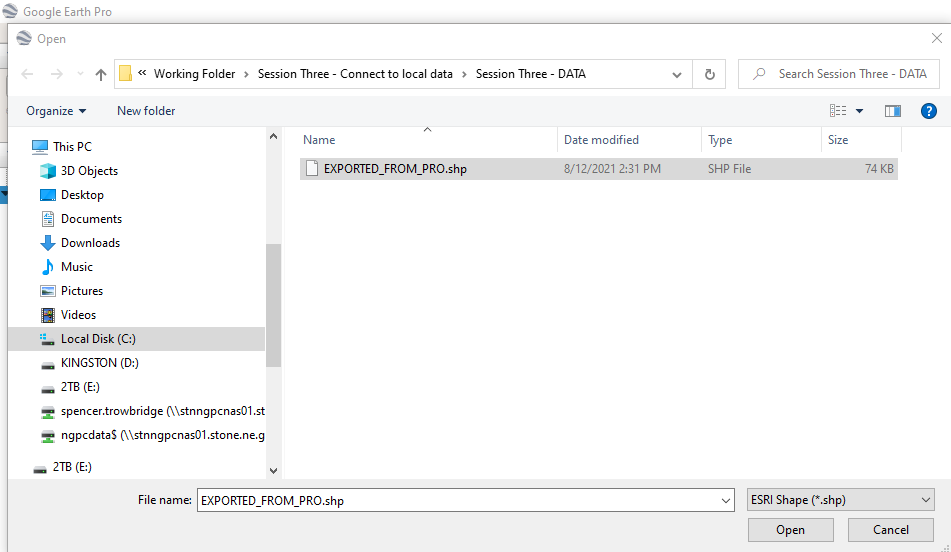 Google Earth Pro
Open
« Working Folder › Session Three - Connect to local data › Session Three - DATA
Search Session Three - DATA
Organize
New folder
?
Name Date modified Type Size
EXPORTED_FROM_PRO.shp 8/12/2021 2:31 PM SHP File 74 KB
This PC
3D Objects
Desktop
Documents
Downloads
Music
Pictures
Videos
Local Disk (C:)
KINGSTON (D:)
2TB (E:)
spencer.trowbridge (\\stnngpcnas01.st
ngpcdata$ (\\stnngpcnas01.stone.ne.g
2TB (E:)
File name: EXPORTED_FROM_PRO.shp
ESRI Shape (*.shp)
Open
Cancel